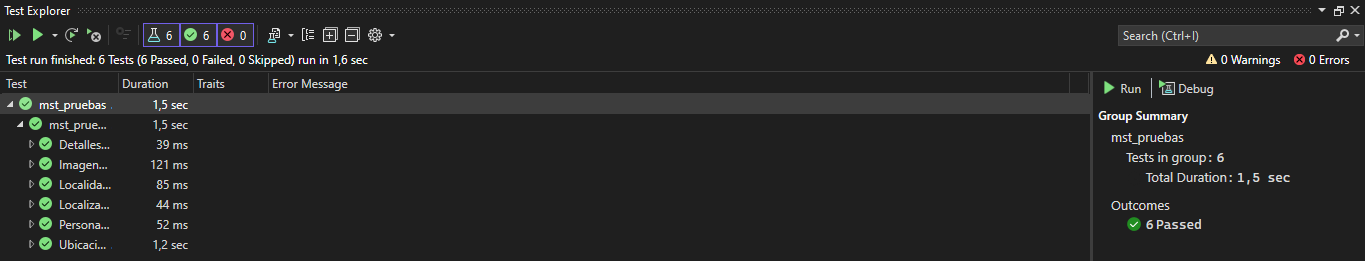 Test Explorer
6 6 0
Search (Ctrl+I)
Test run finished: 6 Tests (6 Passed, 0 Failed, 0 Skipped) run in 1,6 sec
0 Warnings 0 Errors
Test Duration Traits Error Message
mst_pruebas 1,5 sec
mst_prue... 1,5 sec
Detalles... 39 ms
Imagen... 121 ms
Localida... 85 ms
Localiza... 44 ms
Persona... 52 ms
Ubicaci... 1,2 sec
Run Debug
Group Summary
mst_pruebas
Tests in group: 6
Total Duration: 1,5 sec
Outcomes
6 Passed